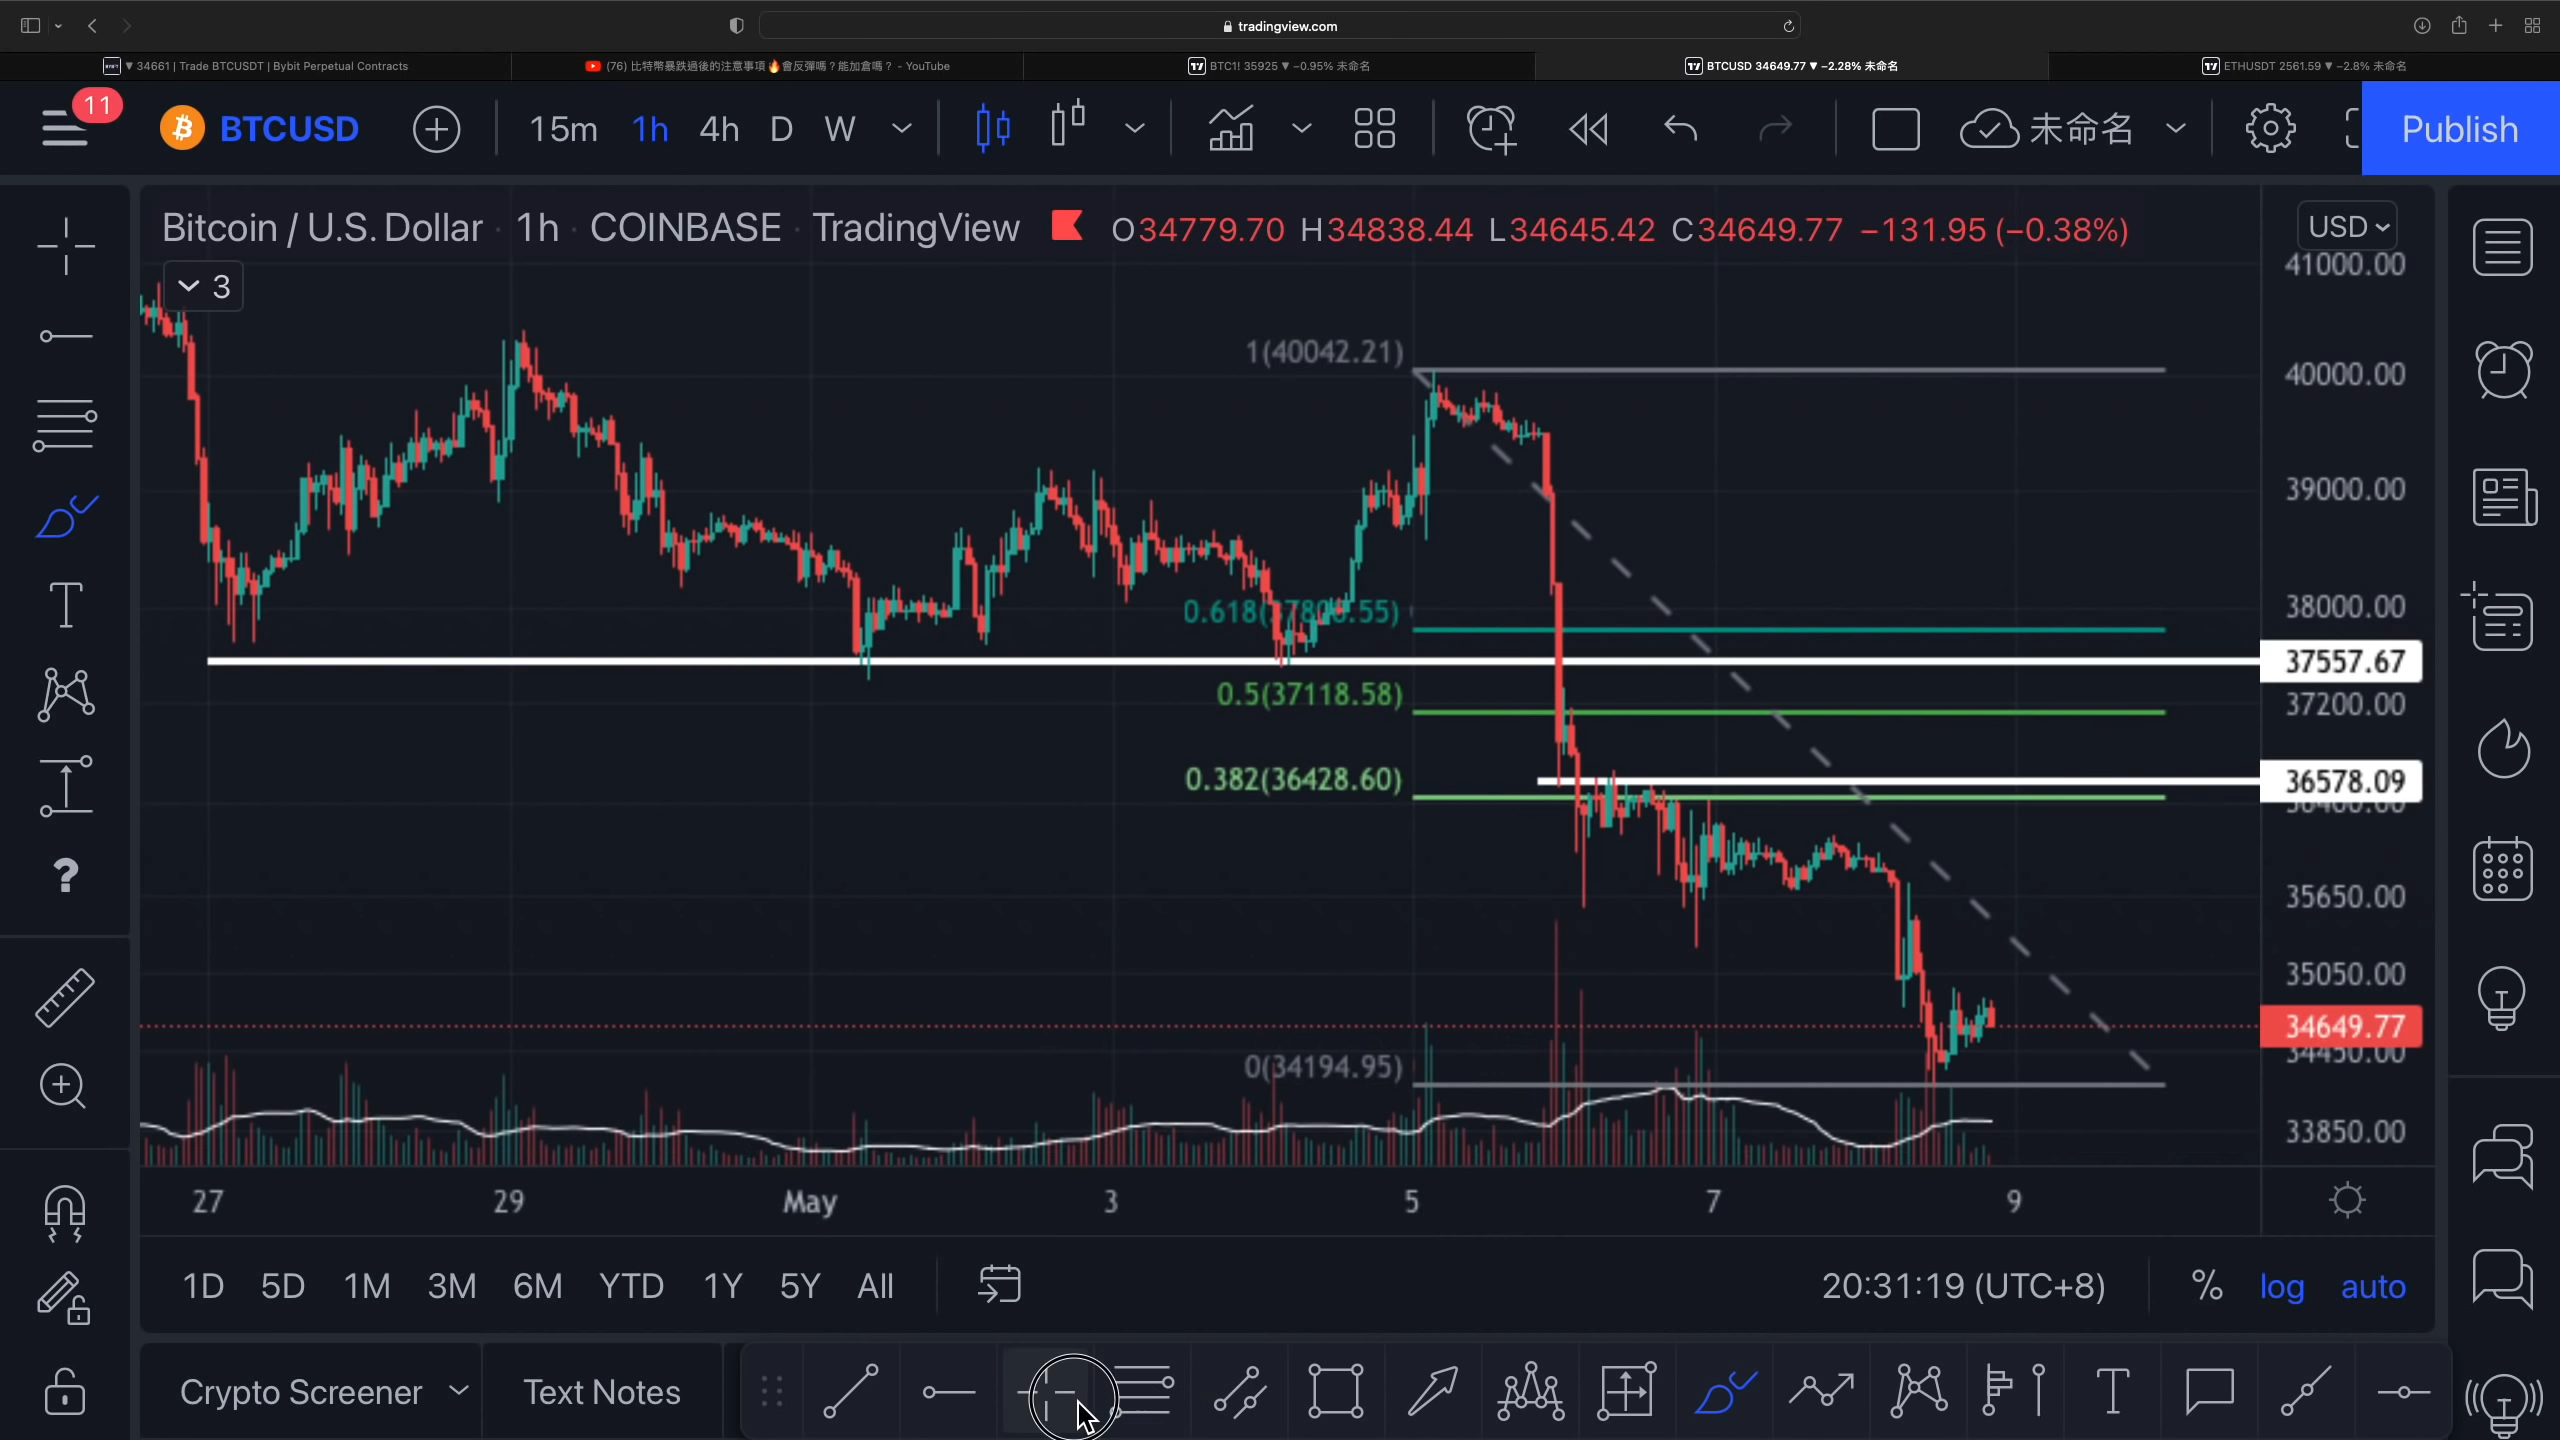 tradingview.com
▼ 34661 | Trade BTCUSDT | Bybit Perpetual Contracts
(76) 比特幣暴跌過後的注意事項🔥會反彈嗎？能加倉嗎？ - YouTube
BTC1! 35925 ▼ −0.95% 未命名
BTCUSD 34649.77 ▼ −2.28% 未命名
ETHUSDT 2561.59 ▼ −2.8% 未命名
11
BTCUSD
15m 1h 4h D W
未命名
Publish
Bitcoin / U.S. Dollar · 1h · COINBASE · TradingView
O34779.70 H34838.44 L34645.42 C34649.77 −131.95 (−0.38%)
USD
3
41000.00
1(40042.21)
40000.00
39000.00
0.618(
.55)
38000.00
37557.67
0.5(37118.58)
37200.00
0.382(36428.60)
36578.09
35650.00
35050.00
34649.77
34450.00
0(34194.95)
33850.00
27 29 May 3 5 7 9
1D 5D 1M 3M 6M YTD 1Y 5Y All
20:31:19 (UTC+8)
% log auto
Crypto Screener
Text Notes